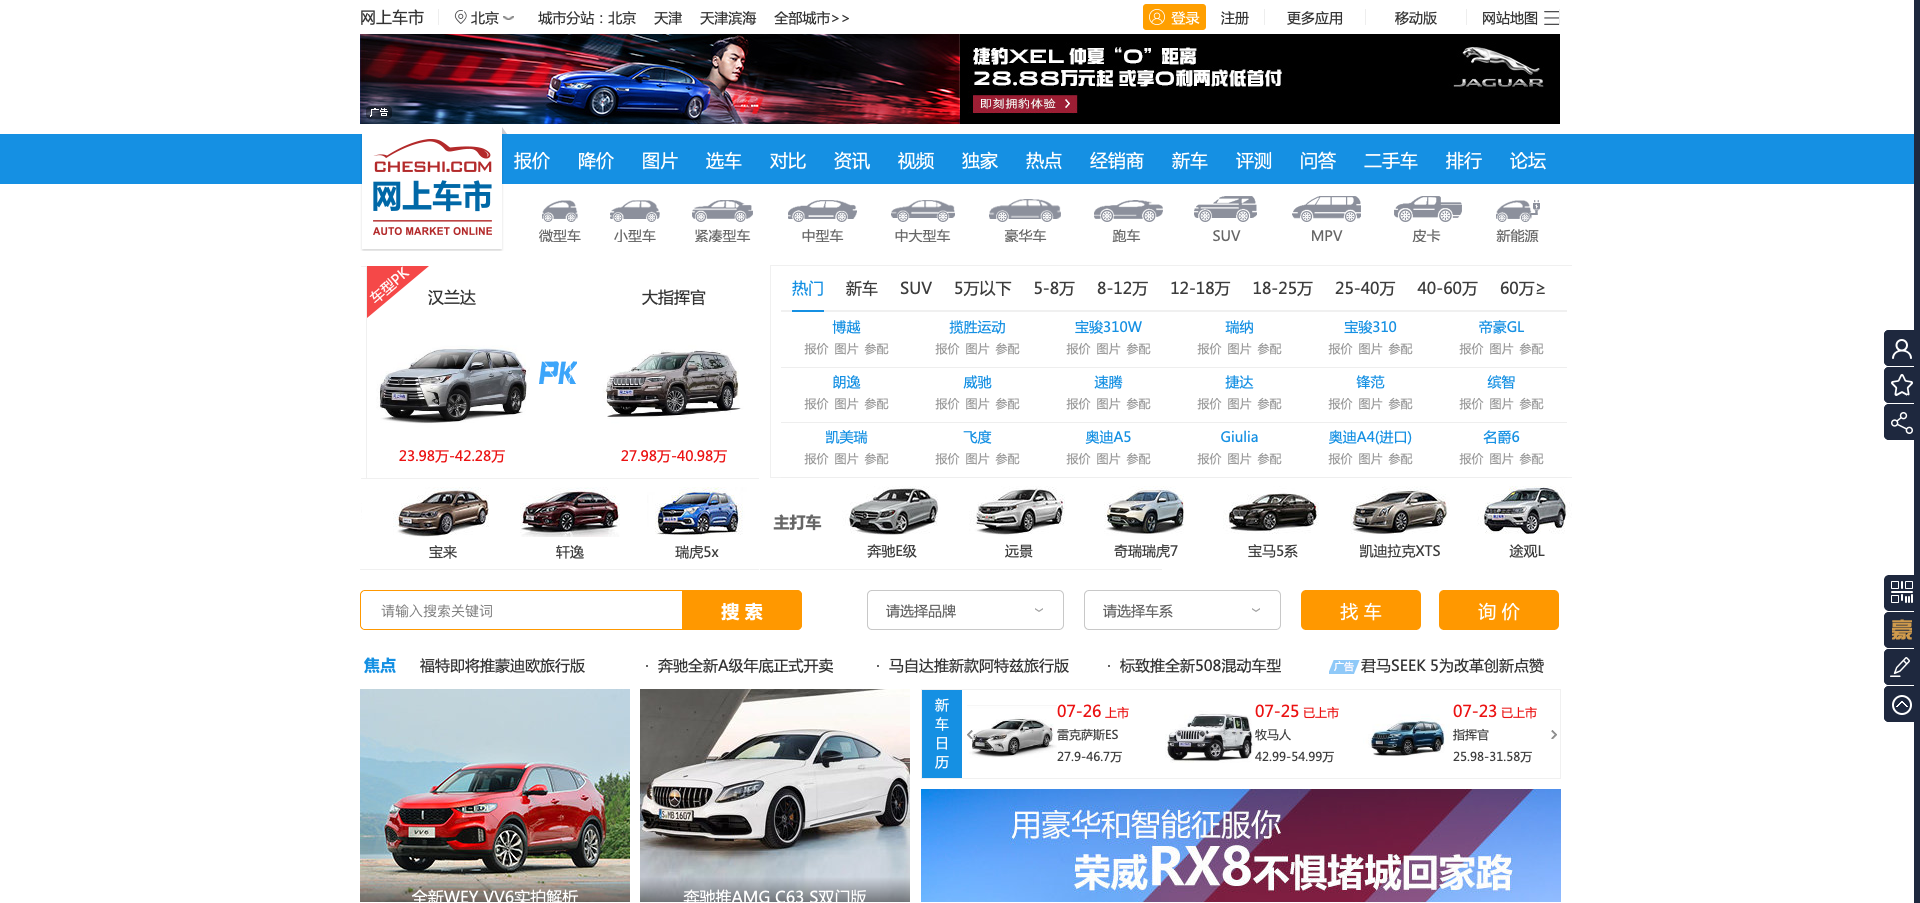 网上车市 北京 城市分站：北京 天津 天津滨海 全部城市>> 登录 注册 更多应用 移动版 网站地图
捷豹XEL 仲夏“0”距离
28.88万元起 或享0利两成低首付
即刻拥豹体验
JAGUAR
广告
CHESHI.COM
网上车市
AUTO MARKET ONLINE
报价 降价 图片 选车 对比 资讯 视频 独家 热点 经销商 新车 评测 问答 二手车 排行 论坛
微型车 小型车 紧凑型车 中型车 中大型车 豪华车 跑车 SUV MPV 皮卡 新能源
车型PK
汉兰达 大指挥官
PK
23.98万-42.28万 27.98万-40.98万
热门 新车 SUV 5万以下 5-8万 8-12万 12-18万 18-25万 25-40万 40-60万 60万≥
博越 揽胜运动 宝骏310W 瑞纳 宝骏310 帝豪GL
报价 图片 参配 报价 图片 参配 报价 图片 参配 报价 图片 参配 报价 图片 参配 报价 图片 参配
朗逸 威驰 速腾 捷达 锋范 缤智
报价 图片 参配 报价 图片 参配 报价 图片 参配 报价 图片 参配 报价 图片 参配 报价 图片 参配
凯美瑞 飞度 奥迪A5 Giulia 奥迪A4(进口) 名爵6
报价 图片 参配 报价 图片 参配 报价 图片 参配 报价 图片 参配 报价 图片 参配 报价 图片 参配
宝来 轩逸 瑞虎5x 主打车 奔驰E级 远景 奇瑞瑞虎7 宝马5系 凯迪拉克XTS 途观L
请输入搜索关键词 搜 索 请选择品牌 请选择车系 找 车 询 价
焦点 福特即将推蒙迪欧旅行版 · 奔驰全新A级年底正式开卖 · 马自达推新款阿特兹旅行版 · 标致推全新508混动车型 广告 君马SEEK 5为改革创新点赞
VV6
全新WEY VV6实拍解析
S·MB1607
奔驰推AMG C63 S双门版
新车日历
07-26 上市
雷克萨斯ES
27.9-46.7万
07-25 已上市
牧马人
42.99-54.99万
07-23 已上市
指挥官
25.98-31.58万
用豪华和智能征服你
荣威RX8不惧堵城回家路
豪